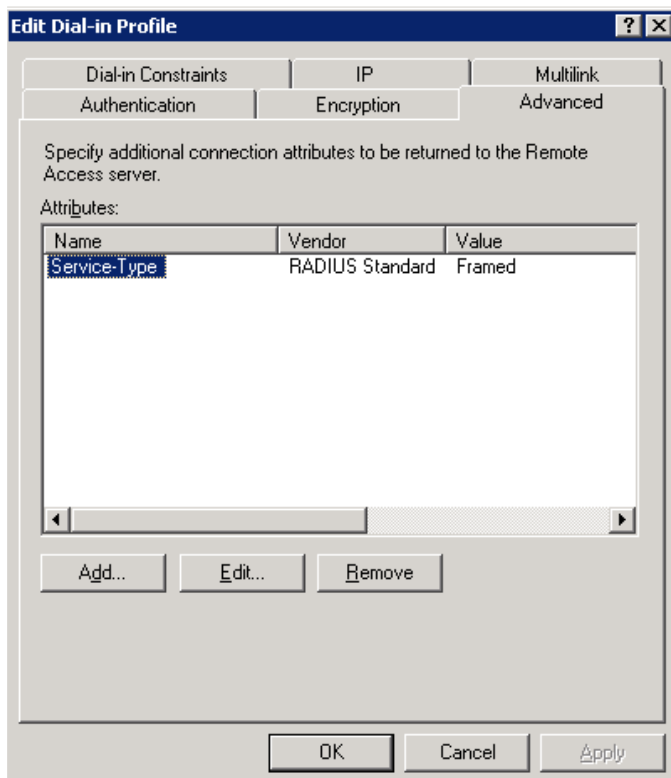 Edit Dial-in Profile
Dial-in Constraints IP Multilink
Authentication Encryption Advanced
Specify additional connection attributes to be returned to the Remote
Access server.
Attributes:
Name Vendor Value
Service-Type RADIUS Standard Framed
Add... Edit... Remove
OK Cancel Apply